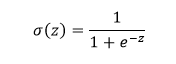 σ(z) = 1 / (1 + e^{-z})